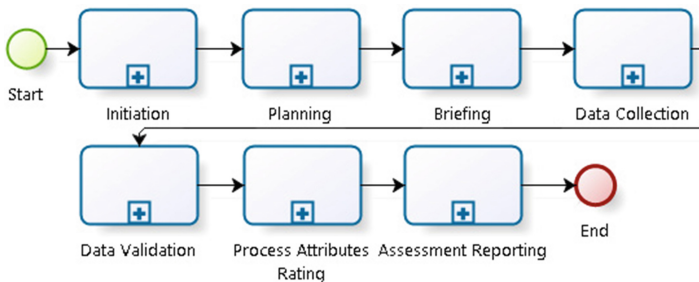 Start
Initiation
Planning
Briefing
Data Collection
Data Validation
Process Attributes
Rating
Assessment Reporting
End